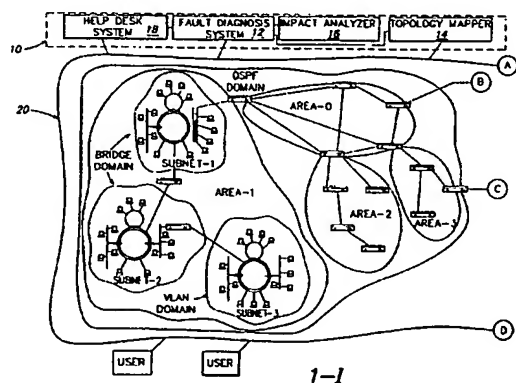 10
HELP DESK SYSTEM 18
FAULT DIAGNOSIS SYSTEM 12
IMPACT ANALYZER 16
TOPOLOGY MAPPER 14
20
A
OSPF DOMAIN
AREA-0
B
BRIDGE DOMAIN
SUBNET-1
AREA-1
C
AREA-2
AREA-3
SUBNET-2
VLAN DOMAIN
SUBNET-3
D
USER
USER
1-I